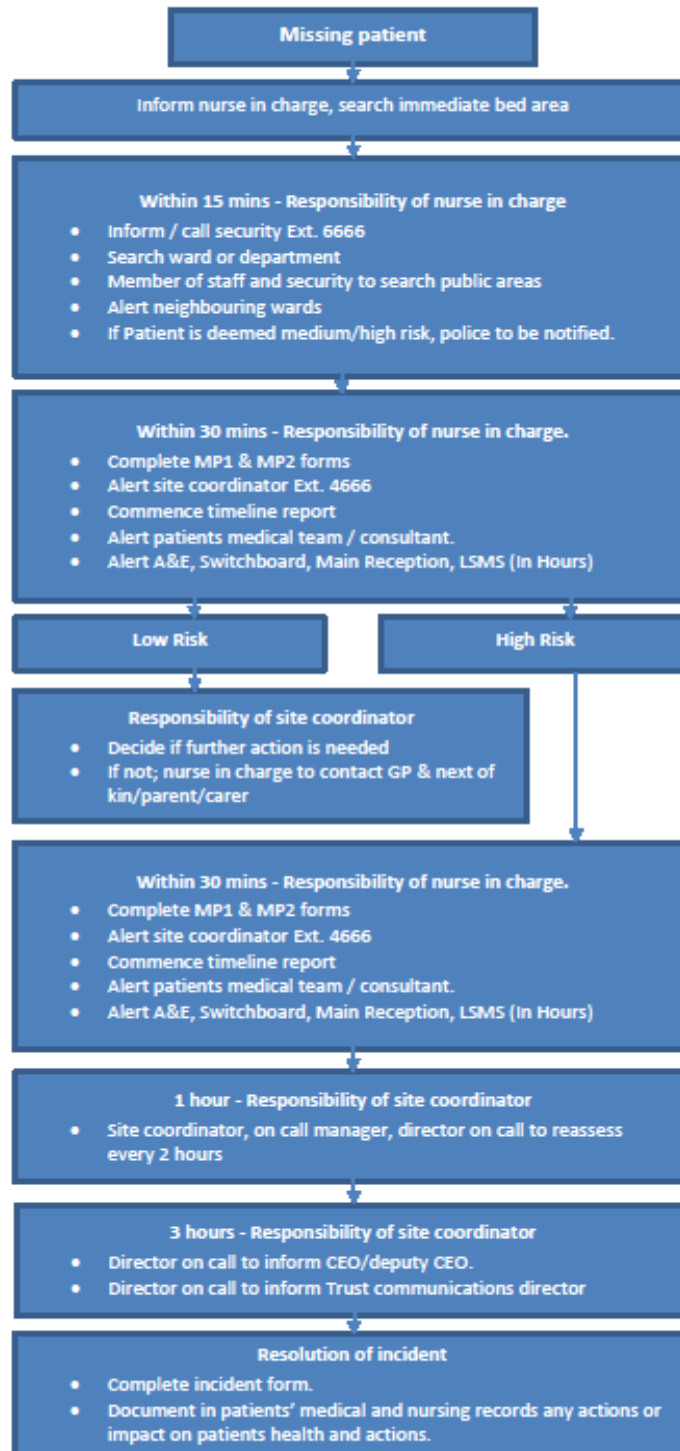 Missing patient
Inform nurse in charge, search immediate bed area
Within 15 mins - Responsibility of nurse in charge
• Inform / call security Ext. 6666
• Search ward or department
• Member of staff and security to search public areas
• Alert neighbouring wards
• If Patient is deemed medium/high risk, police to be notified.
Within 30 mins - Responsibility of nurse in charge.
• Complete MP1 & MP2 forms
• Alert site coordinator Ext. 4666
• Commence timeline report
• Alert patients medical team / consultant.
• Alert A&E, Switchboard, Main Reception, LSMS (In Hours)
Low Risk
High Risk
Responsibility of site coordinator
• Decide if further action is needed
• If not; nurse in charge to contact GP & next of
kin/parent/carer
Within 30 mins - Responsibility of nurse in charge.
• Complete MP1 & MP2 forms
• Alert site coordinator Ext. 4666
• Commence timeline report
• Alert patients medical team / consultant.
• Alert A&E, Switchboard, Main Reception, LSMS (In Hours)
1 hour - Responsibility of site coordinator
• Site coordinator, on call manager, director on call to reassess
every 2 hours
3 hours - Responsibility of site coordinator
• Director on call to inform CEO/deputy CEO.
• Director on call to inform Trust communications director
Resolution of incident
• Complete incident form.
• Document in patients’ medical and nursing records any actions or
impact on patients health and actions.